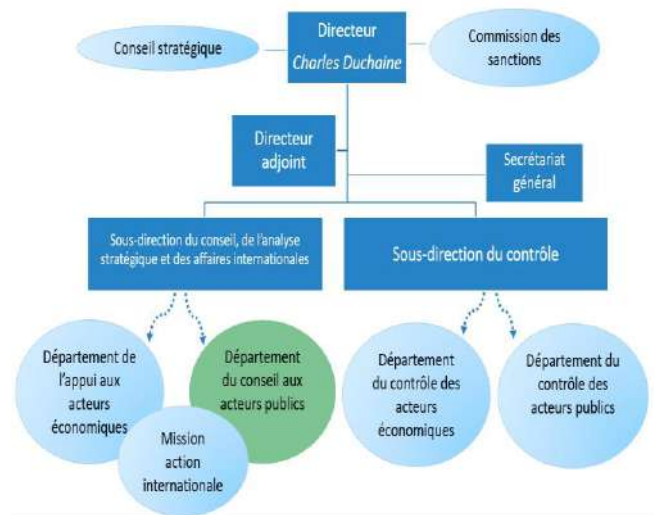 Conseil stratégique
Directeur
Charles Duchaine
Commission des
sanctions
Directeur
adjoint
Secrétariat
général
Sous-direction du conseil, de l'analyse
stratégique et des affaires internationales
Sous-direction du contrôle
Département de
l'appui aux
acteurs
économiques
Mission
action
internationale
Département
du conseil aux
acteurs publics
Département
du contrôle des
acteurs
économiques
Département du
contrôle des
acteurs publics